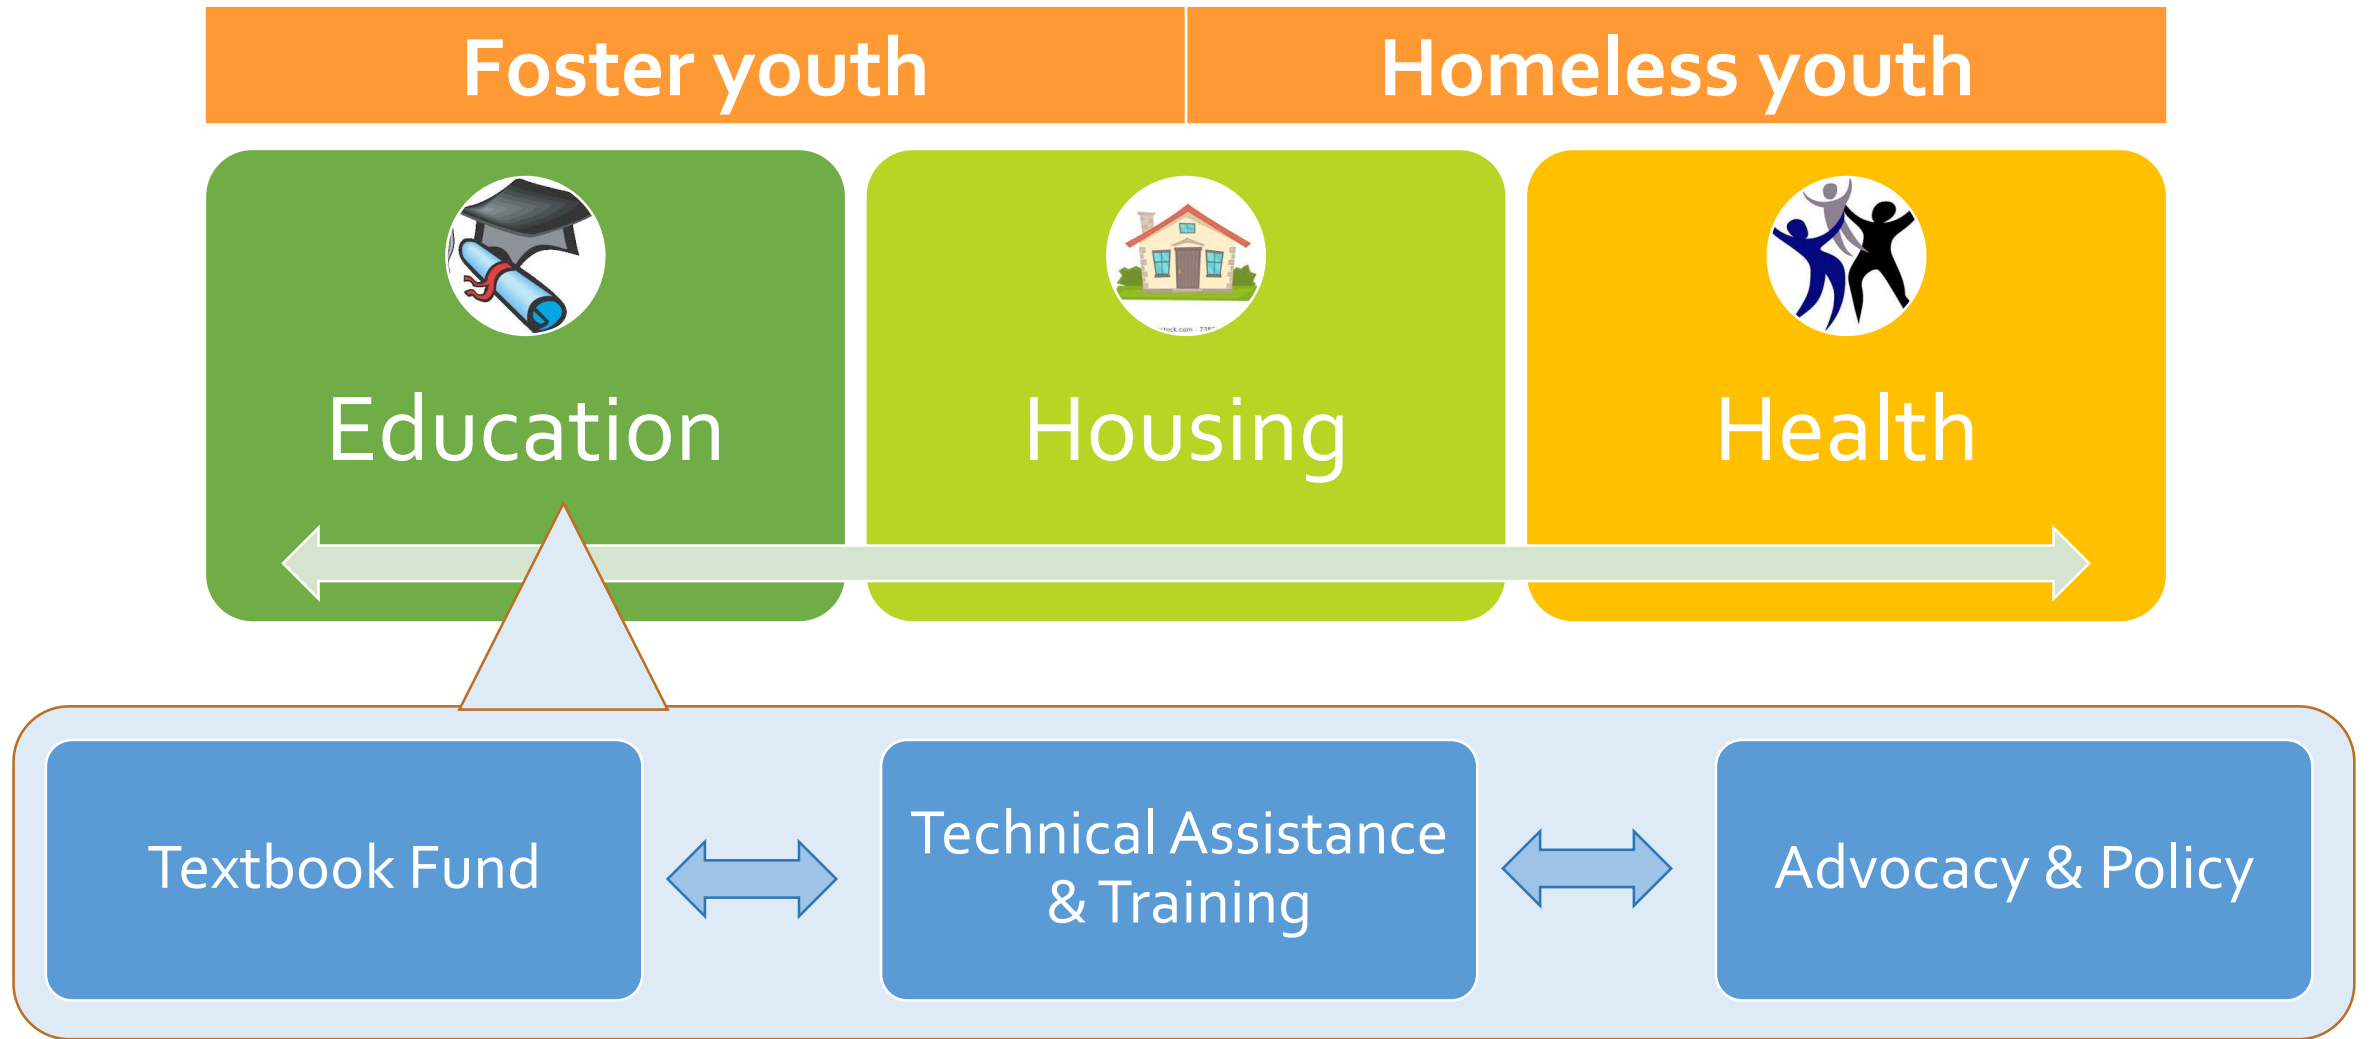 Foster youth
Homeless youth
Education
Housing
Health
Textbook Fund
Technical Assistance
& Training
Advocacy & Policy